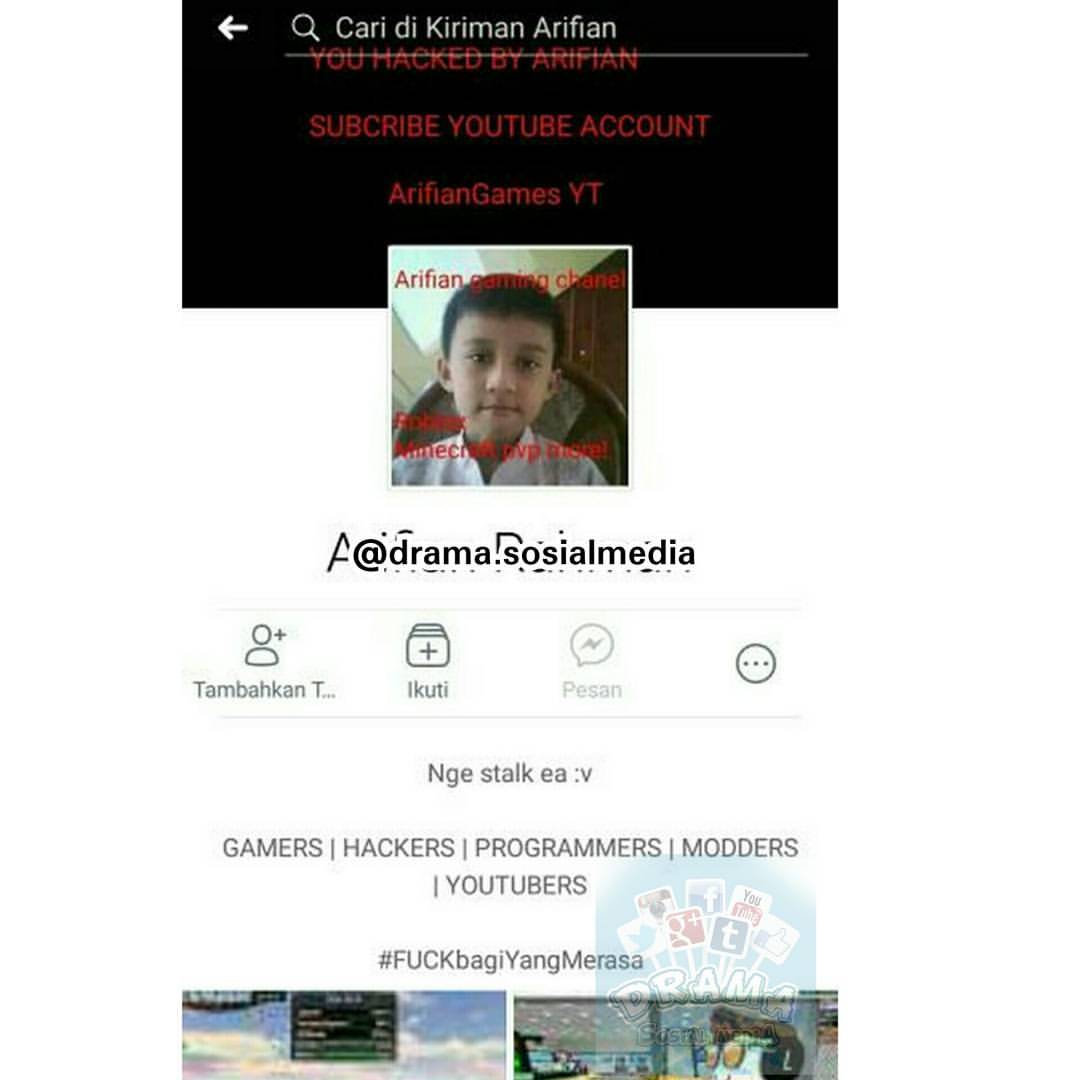 Cari di Kiriman Arifian
YOU HACKED BY ARIFIAN
SUBCRIBE YOUTUBE ACCOUNT
ArifianGames YT
Arifian gaming chanel
Roblox
Minecraft pvp more!
@drama.sosialmedia
Tambahkan T...
Ikuti
Pesan
Nge stalk ea :v
GAMERS | HACKERS | PROGRAMMERS | MODDERS
| YOUTUBERS
You
Tube
#FUCKbagiYangMerasa
DRAMA
Sosial Media